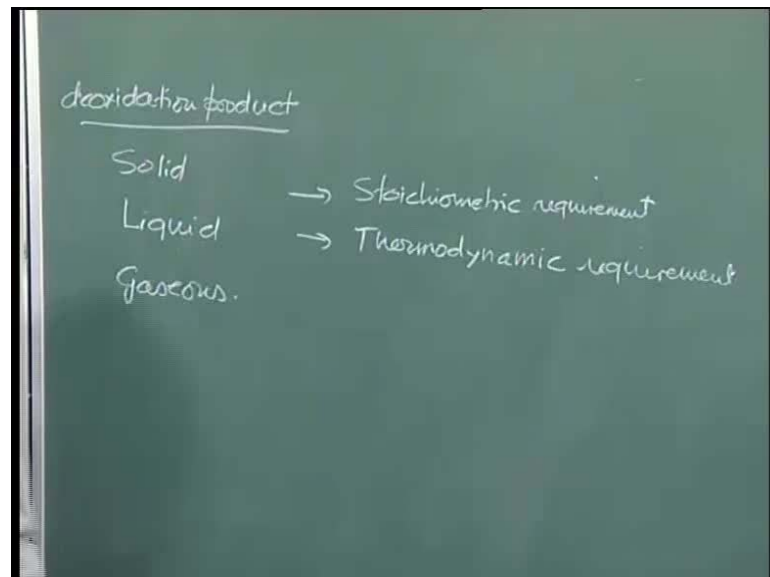 deoxidation product
Solid
→ Stoichiometric requirement
Liquid
→ Thermodynamic requirement
Gaseous.